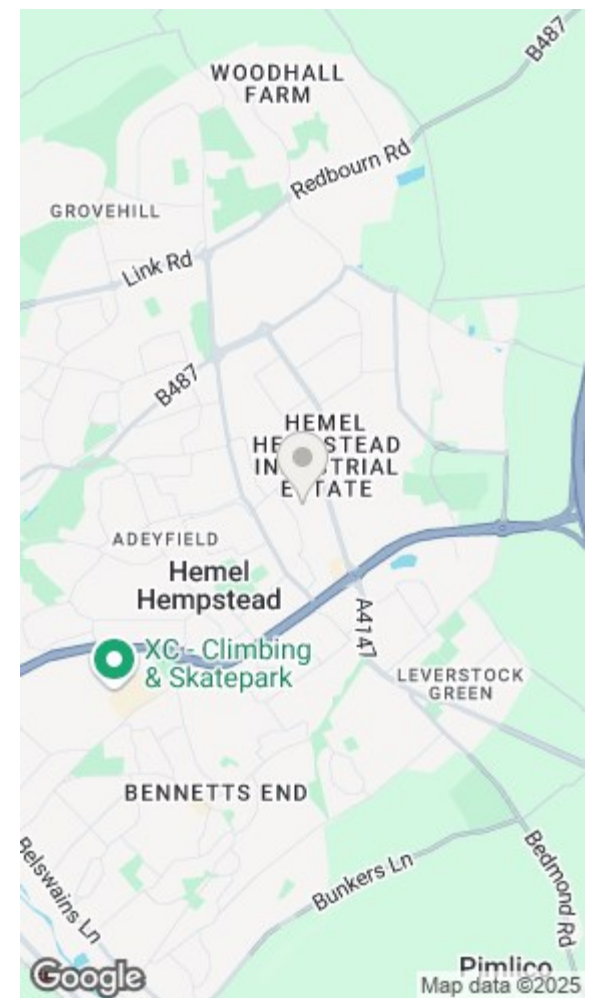 B487
WOODHALL
FARM
Redbourn Rd
GROVEHILL
Link Rd
B487
HEMEL
HEMPSTEAD
INDUSTRIAL
ESTATE
ADEYFIELD
Hemel
Hempstead
A4147
XC - Climbing
& Skatepark
LEVERSTOCK
GREEN
BENNETTS END
Belswains Ln
Bunkers Ln
Bedmond Rd
Pimlico
Google
Map data ©2025